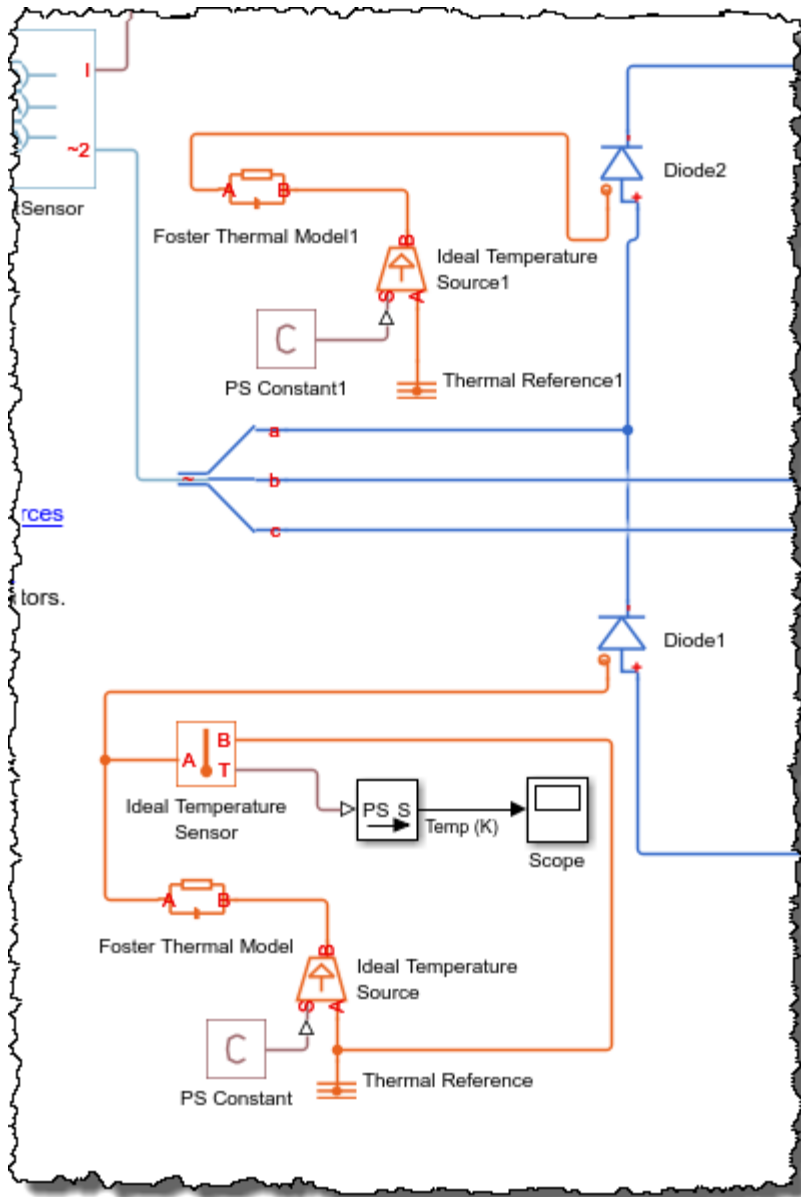 I
~2
Sensor
Diode2
+
A
B
Foster Thermal Model1
B
Ideal Temperature
Source1
S
A
C
PS Constant1
Thermal Reference1
a
~
b
c
rces
tors.
Diode1
+
A
B
T
Ideal Temperature
Sensor
PS S
Temp (K)
Scope
A
B
Foster Thermal Model
B
Ideal Temperature
Source
S
A
C
PS Constant
Thermal Reference